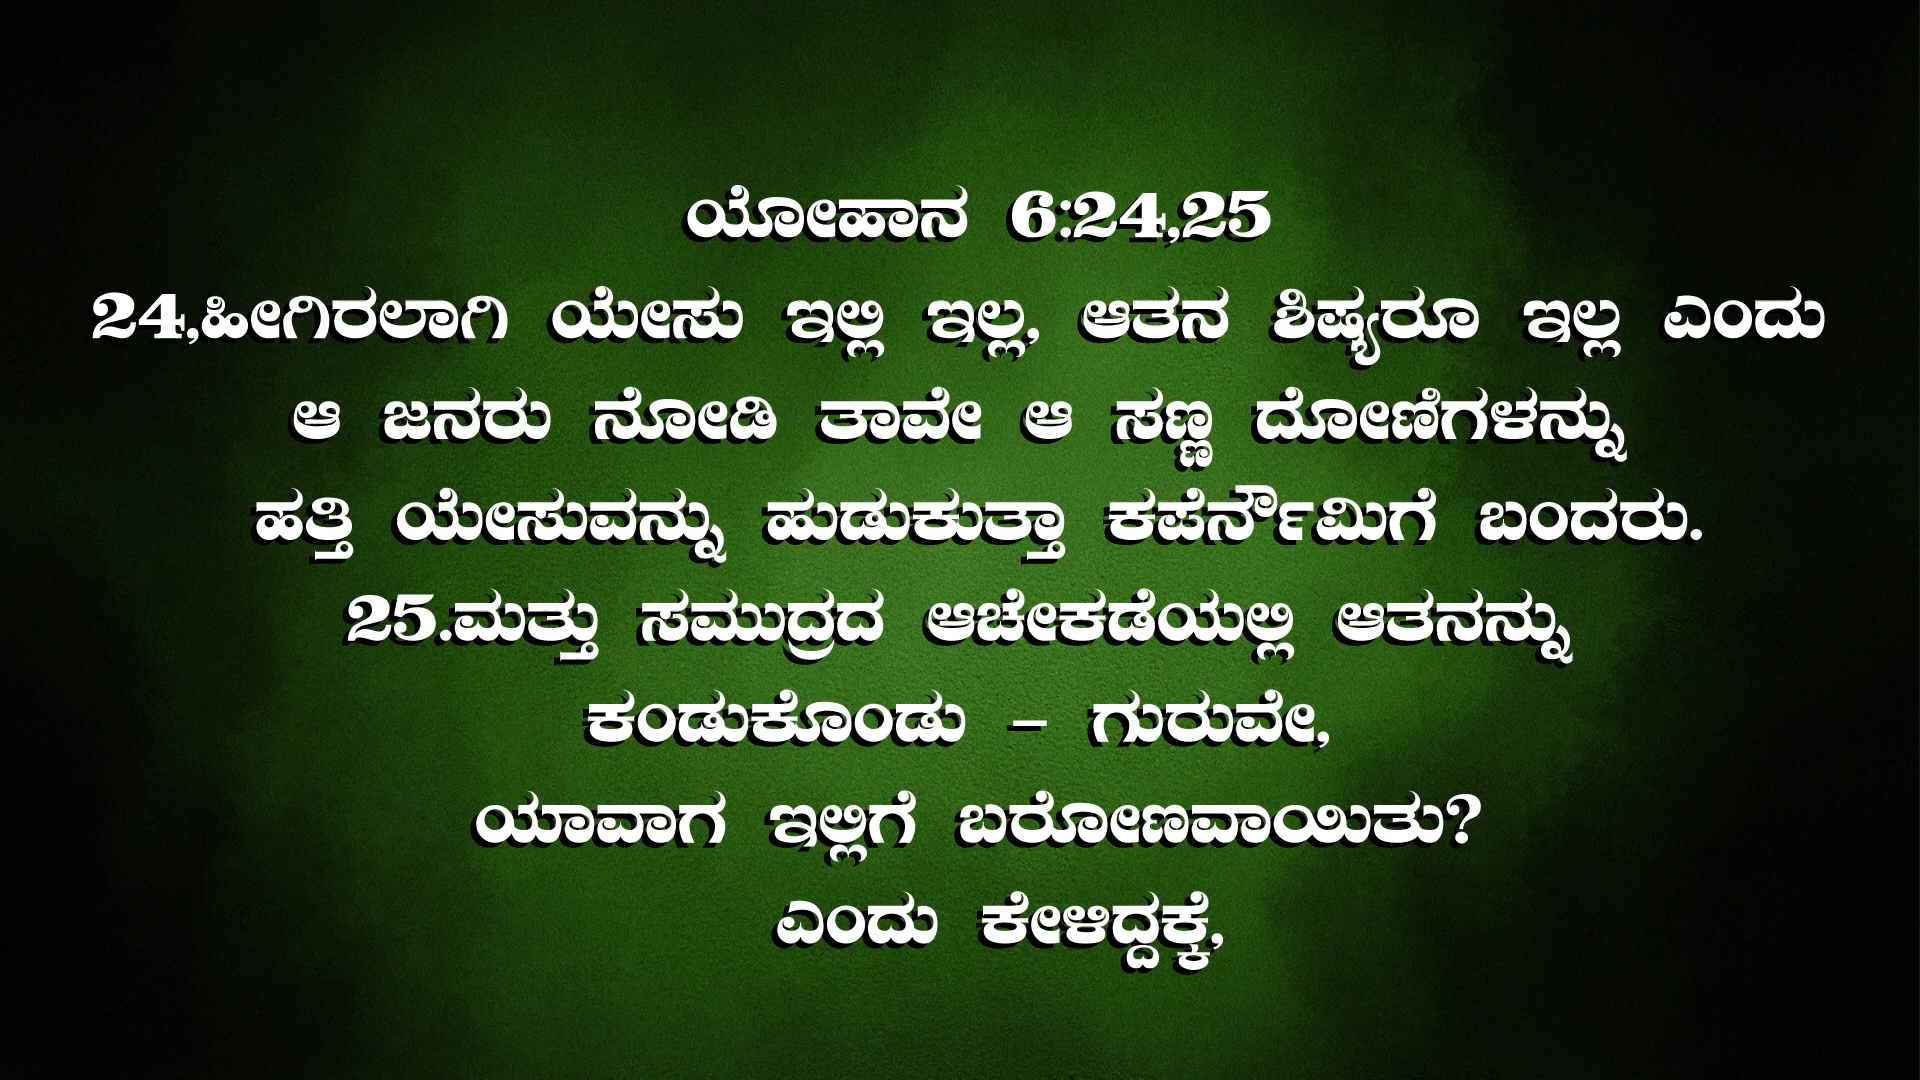 ಯೋಹಾನ 6:24,25
24,ಹೀಗಿರಲಾಗಿ ಯೇಸು ಇಲ್ಲಿ ಇಲ್ಲ, ಆತನ ಶಿಷ್ಯರೂ ಇಲ್ಲ ಎಂದು
ಆ ಜನರು ನೋಡಿ ತಾವೇ ಆ ಸಣ್ಣ ದೋಣಿಗಳನ್ನು
ಹತ್ತಿ ಯೇಸುವನ್ನು ಹುಡುಕುತ್ತಾ ಕಪೆರ್ನೌಮಿಗೆ ಬಂದರು.
25.ಮತ್ತು ಸಮುದ್ರದ ಆಚೇಕಡೆಯಲ್ಲಿ ಆತನನ್ನು
ಕಂಡುಕೊಂಡು – ಗುರುವೇ,
ಯಾವಾಗ ಇಲ್ಲಿಗೆ ಬರೋಣವಾಯಿತು?
ಎಂದು ಕೇಳಿದ್ದಕ್ಕೆ,